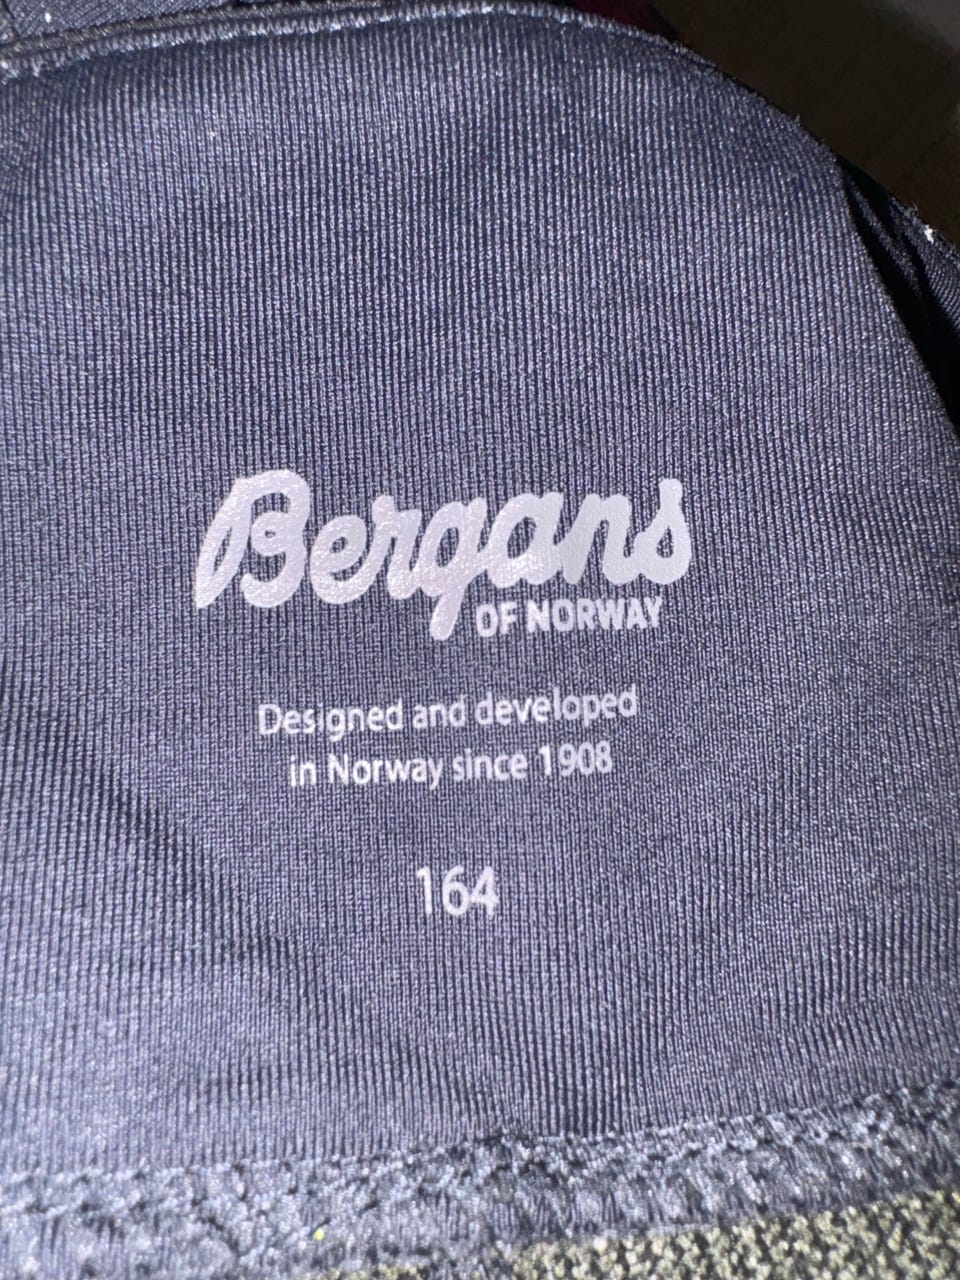 Bergans
OF NORWAY
Designed and developed
in Norway since 1908
164